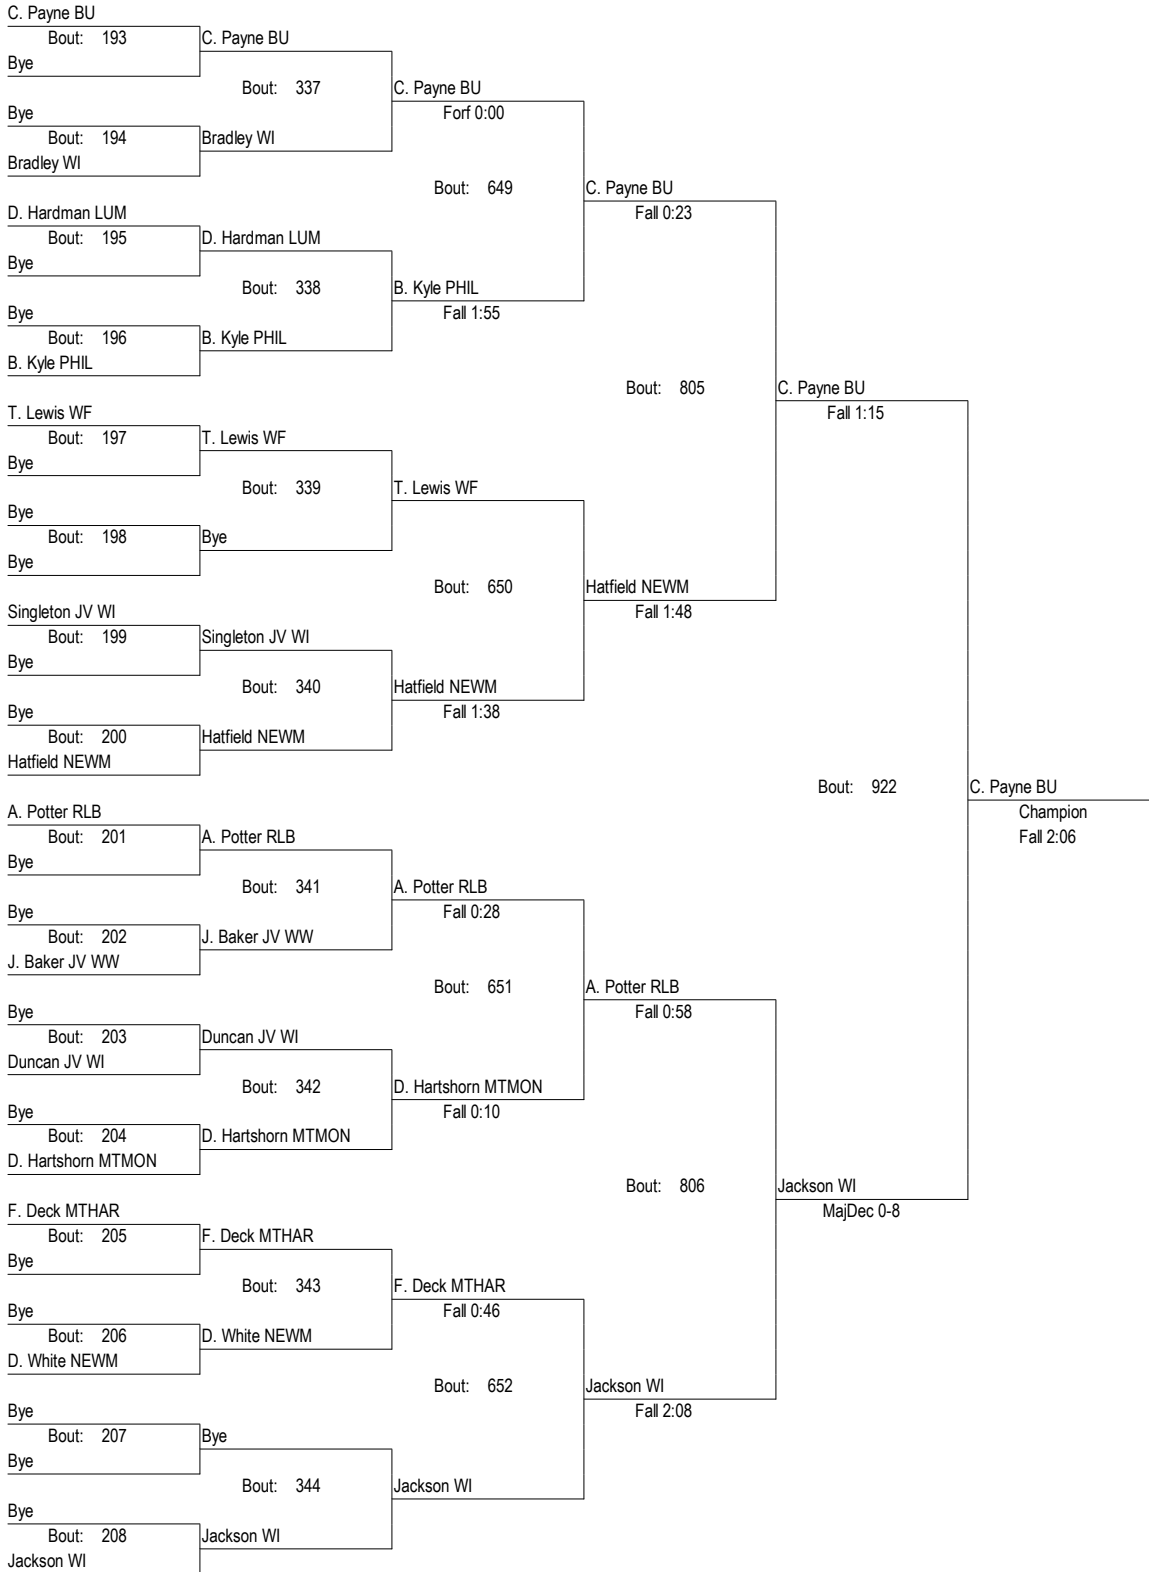 C. Payne BU
Bout: 193
C. Payne BU
Bye
Bout: 337
C. Payne BU
Bye
Forf 0:00
Bout: 194
Bradley WI
Bradley WI
Bout: 649
C. Payne BU
D. Hardman LUM
Fall 0:23
Bout: 195
D. Hardman LUM
Bye
Bout: 338
B. Kyle PHIL
Bye
Fall 1:55
Bout: 196
B. Kyle PHIL
B. Kyle PHIL
Bout: 805
C. Payne BU
T. Lewis WF
Fall 1:15
Bout: 197
T. Lewis WF
Bye
Bout: 339
T. Lewis WF
Bye
Bout: 198
Bye
Bye
Bout: 650
Hatfield NEWM
Singleton JV WI
Fall 1:48
Bout: 199
Singleton JV WI
Bye
Bout: 340
Hatfield NEWM
Bye
Fall 1:38
Bout: 200
Hatfield NEWM
Hatfield NEWM
Bout: 922
C. Payne BU
A. Potter RLB
Champion
Bout: 201
A. Potter RLB
Fall 2:06
Bye
Bout: 341
A. Potter RLB
Bye
Fall 0:28
Bout: 202
J. Baker JV WW
J. Baker JV WW
Bout: 651
A. Potter RLB
Bye
Fall 0:58
Bout: 203
Duncan JV WI
Duncan JV WI
Bout: 342
D. Hartshorn MTMON
Bye
Fall 0:10
Bout: 204
D. Hartshorn MTMON
D. Hartshorn MTMON
Bout: 806
Jackson WI
F. Deck MTHAR
MajDec 0-8
Bout: 205
F. Deck MTHAR
Bye
Bout: 343
F. Deck MTHAR
Bye
Fall 0:46
Bout: 206
D. White NEWM
D. White NEWM
Bout: 652
Jackson WI
Bye
Fall 2:08
Bout: 207
Bye
Bye
Bout: 344
Jackson WI
Bye
Bout: 208
Jackson WI
Jackson WI